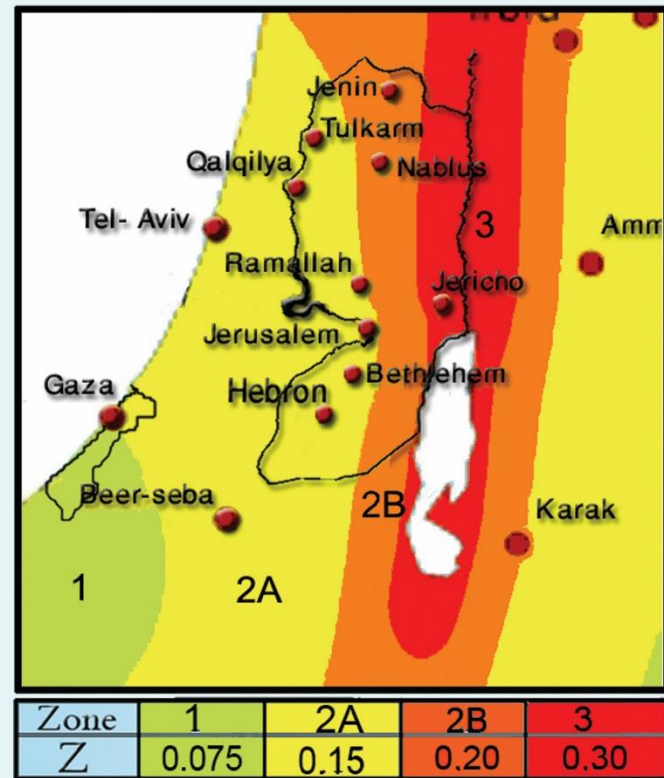 Jenin
Tulkarm
Qalqilya
Nablus
Tel- Aviv
3
Amm
Ramallah
Jericho
Jerusalem
Gaza
Bethlehem
Hebron
Beer-seba
2B
Karak
1
2A
Zone 1 2A 2B 3
Z 0.075 0.15 0.20 0.30